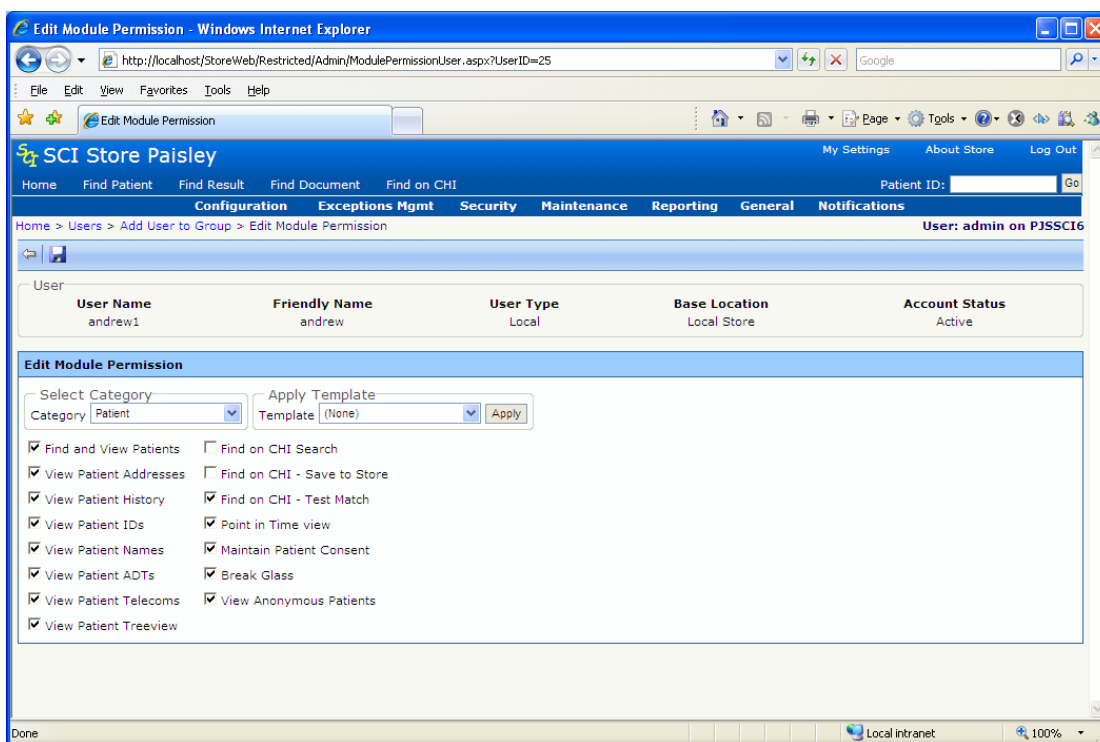 Edit Module Permission - Windows Internet Explorer
http://localhost/StoreWeb/Restricted/Admin/ModulePermissionUser.aspx?UserID=25
Google
File Edit View Favorites Tools Help
Edit Module Permission
Page Tools
SCI Store Paisley
My Settings About Store Log Out
Home Find Patient Find Result Find Document Find on CHI
Patient ID: Go
Configuration Exceptions Mgmt Security Maintenance Reporting General Notifications
Home > Users > Add User to Group > Edit Module Permission
User: admin on PJSSCI6
User
User Name Friendly Name User Type Base Location Account Status
andrew1 andrew Local Local Store Active
Edit Module Permission
Select Category Apply Template
Category Patient Template (None) Apply
Find and View Patients Find on CHI Search
View Patient Addresses Find on CHI - Save to Store
View Patient History Find on CHI - Test Match
View Patient IDs Point in Time view
View Patient Names Maintain Patient Consent
View Patient ADTs Break Glass
View Patient Telecoms View Anonymous Patients
View Patient Treeview
Done Local intranet 100%